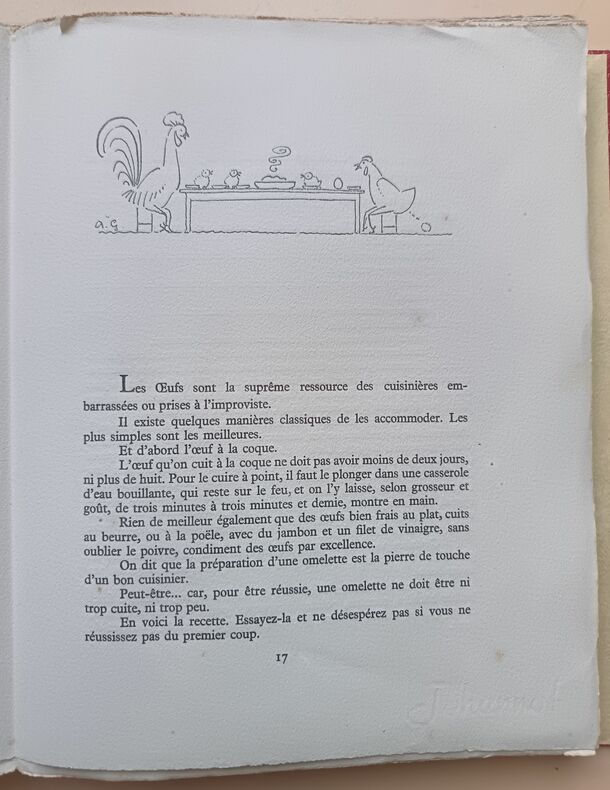 a. G
Les Œufs sont la suprême ressource des cuisinières em-
barrassées ou prises à l'improviste.
Il existe quelques manières classiques de les accommoder. Les
plus simples sont les meilleures.
Et d'abord l'œuf à la coque.
L'œuf qu'on cuit à la coque ne doit pas avoir moins de deux jours,
ni plus de huit. Pour le cuire à point, il faut le plonger dans une casserole
d'eau bouillante, qui reste sur le feu, et on l'y laisse, selon grosseur et
goût, de trois minutes à trois minutes et demie, montre en main.
Rien de meilleur également que des œufs bien frais au plat, cuits
au beurre, ou à la poële, avec du jambon et un filet de vinaigre, sans
oublier le poivre, condiment des œufs par excellence.
On dit que la préparation d'une omelette est la pierre de touche
d'un bon cuisinier.
Peut-être... car, pour être réussie, une omelette ne doit être ni
trop cuite, ni trop peu.
En voici la recette. Essayez-la et ne désespérez pas si vous ne
réussissez pas du premier coup.
17
Johannot